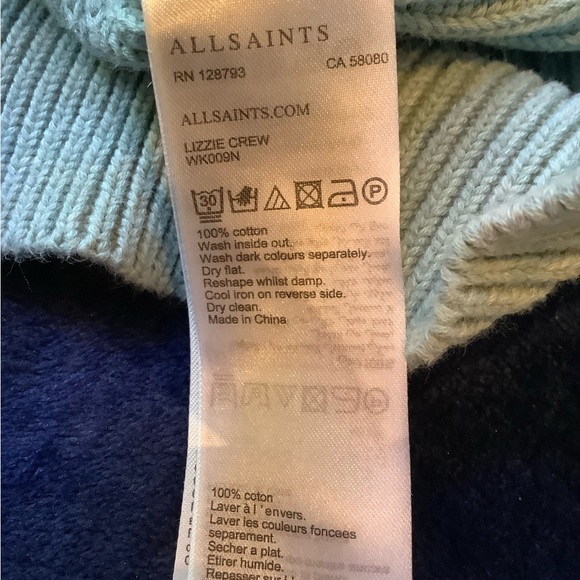 ALLSAINTS
RN 128793 CA 58080
ALLSAINTS.COM
LIZZIE CREW
WK009N
30 P
100% cotton
Wash inside out.
Wash dark colours separately.
Dry flat.
Reshape whilst damp.
Cool iron on reverse side.
Dry clean.
Made in China
100% coton
Laver à l'envers.
Laver les couleurs foncees
separement.
Secher a plat.
Etirer humide.
Repasser sur l